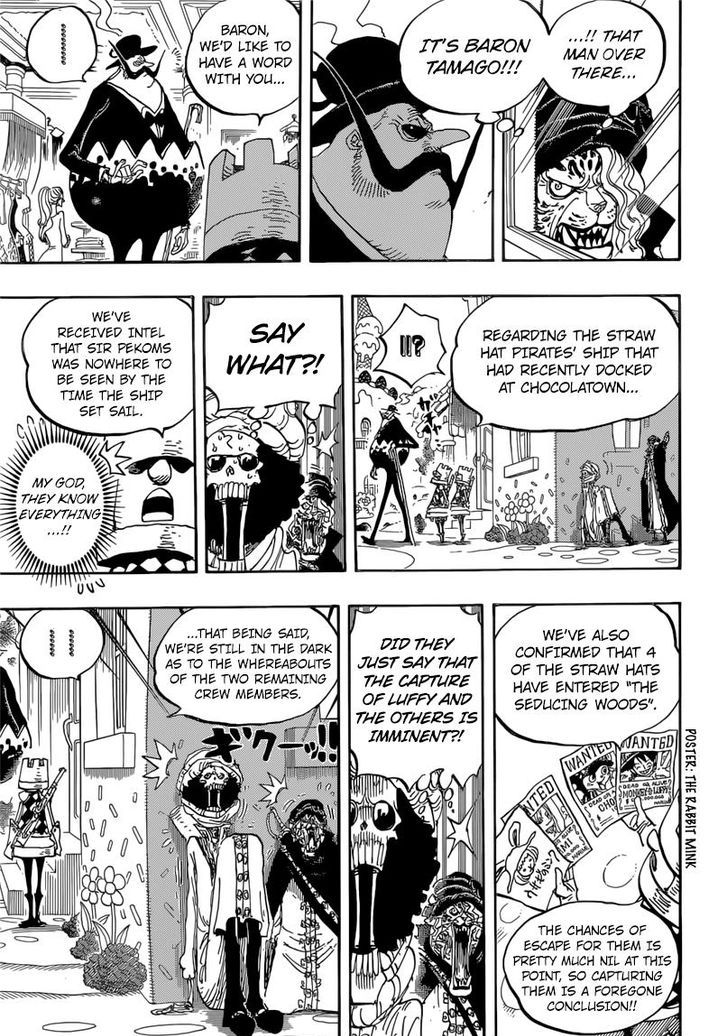 ...!! THAT
MAN OVER
THERE...
IT'S BARON
TAMAGO!!!
BARON,
WE'D LIKE TO
HAVE A WORD
WITH YOU...
REGARDING THE STRAW
HAT PIRATES' SHIP THAT
HAD RECENTLY DOCKED
AT CHOCOLATOWN...
!!?
SAY
WHAT?!
WE'VE
RECEIVED INTEL
THAT SIR PEKOMS
WAS NOWHERE TO
BE SEEN BY THE
TIME THE SHIP
SET SAIL.
MY GOD,
THEY KNOW
EVERYTHING
...!!
WE'VE ALSO
CONFIRMED THAT 4
OF THE STRAW HATS
HAVE ENTERED "THE
SEDUCING WOODS".
WANTED
WANTED
WANTED
DEAD OR ALIVE
THE CHANCES OF
ESCAPE FOR THEM IS
PRETTY MUCH NIL AT
THIS POINT, SO CAPTURING
THEM IS A FOREGONE
CONCLUSION!!
DID THEY
JUST SAY THAT
THE CAPTURE
OF LUFFY AND
THE OTHERS IS
IMMINENT?!
...THAT BEING SAID,
WE'RE STILL IN THE DARK
AS TO THE WHEREABOUTS
OF THE TWO REMAINING
CREW MEMBERS.
ギクーッ!!!
POSTER: THE RABBIT MINK